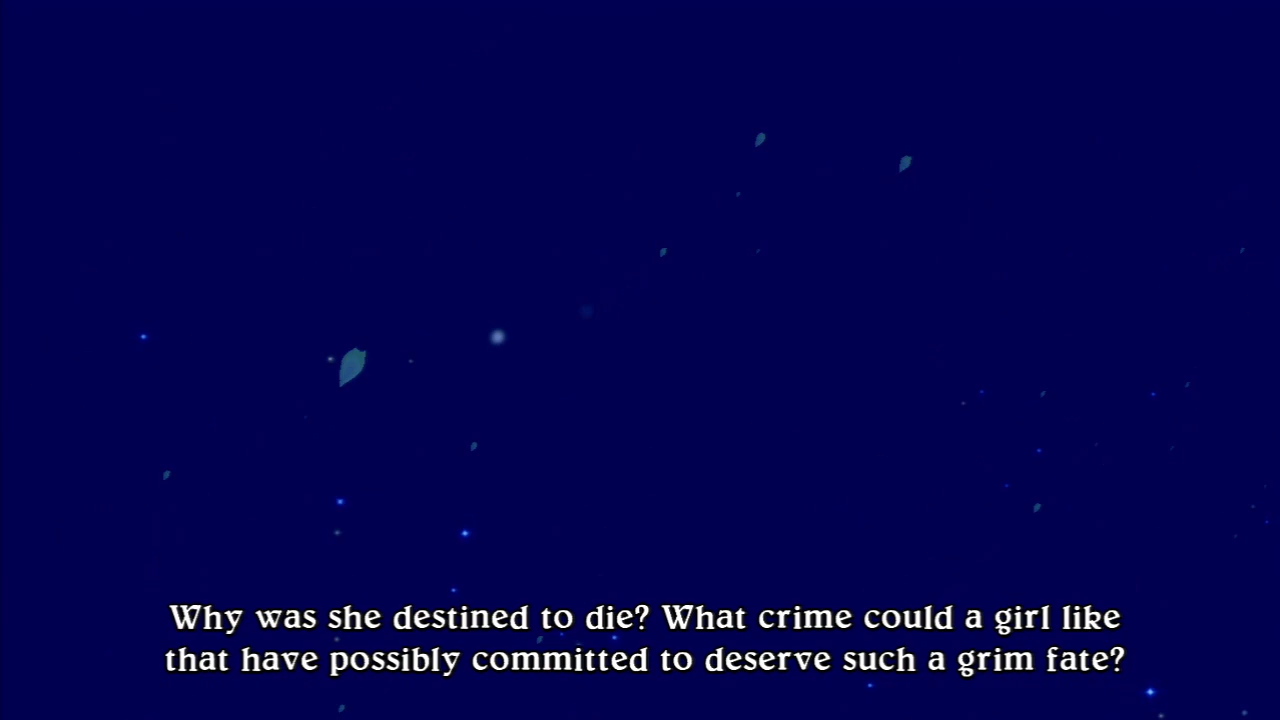 Why was she destined to die? What crime could a girl like
that have possibly committed to deserve such a grim fate?